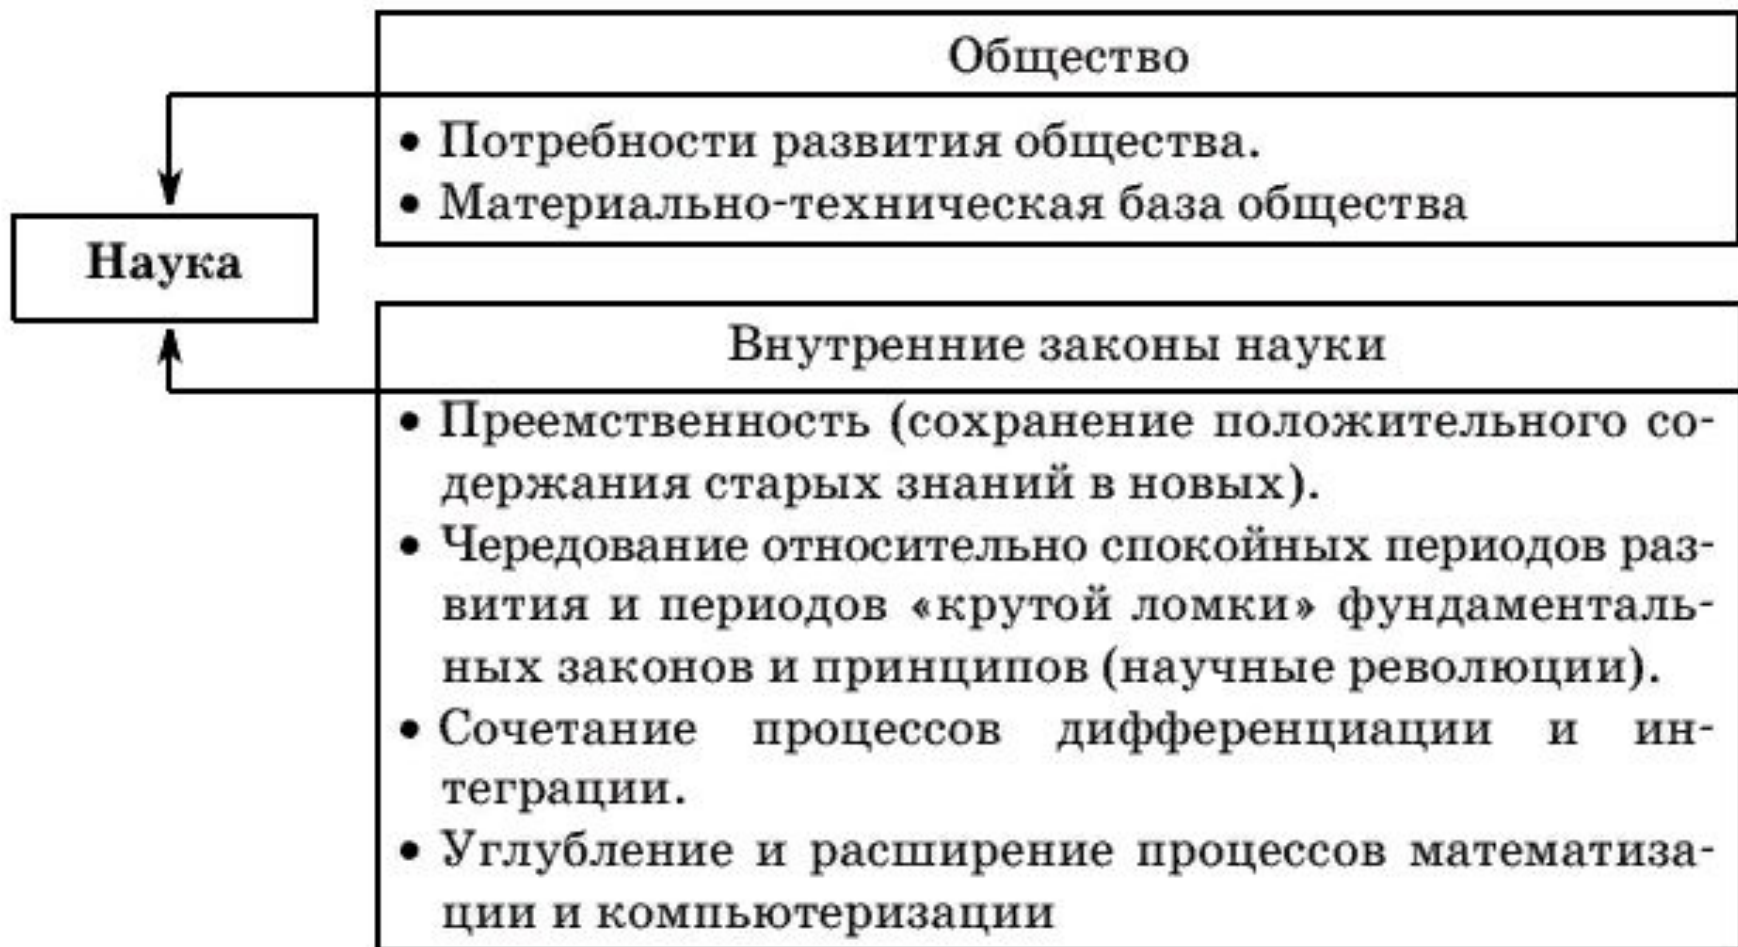 Общество
• Потребности развития общества.
• Материально-техническая база общества
Наука
Внутренние законы науки
• Преемственность (сохранение положительного со-
держания старых знаний в новых).
• Чередование относительно спокойных периодов раз-
вития и периодов «крутой ломки» фундаменталь-
ных законов и принципов (научные революции).
• Сочетание процессов дифференциации и ин-
теграции.
• Углубление и расширение процессов математиза-
ции и компьютеризации